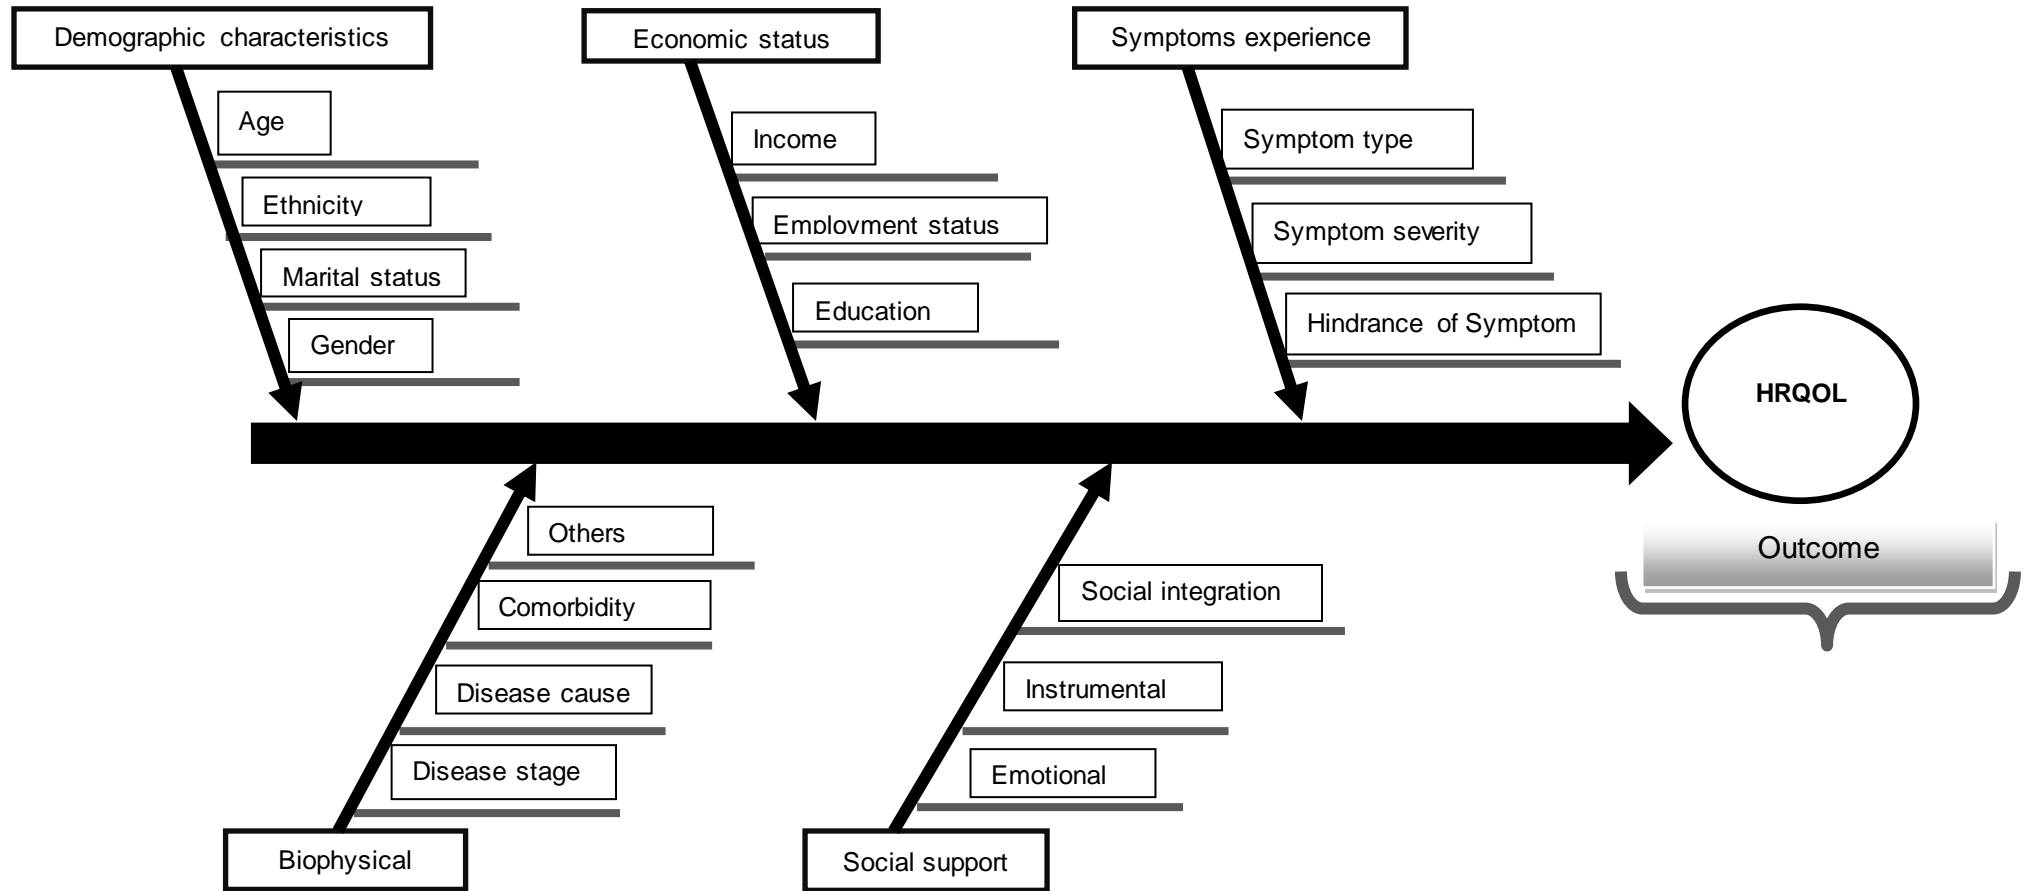 Demographic characteristics
Economic status
Symptoms experience
Age
Ethnicity
Marital status
Gender
Income
Employment status
Education
Symptom type
Symptom severity
Hindrance of Symptom
HRQOL
Outcome
Others
Comorbidity
Disease cause
Disease stage
Biophysical
Social integration
Instrumental
Emotional
Social support